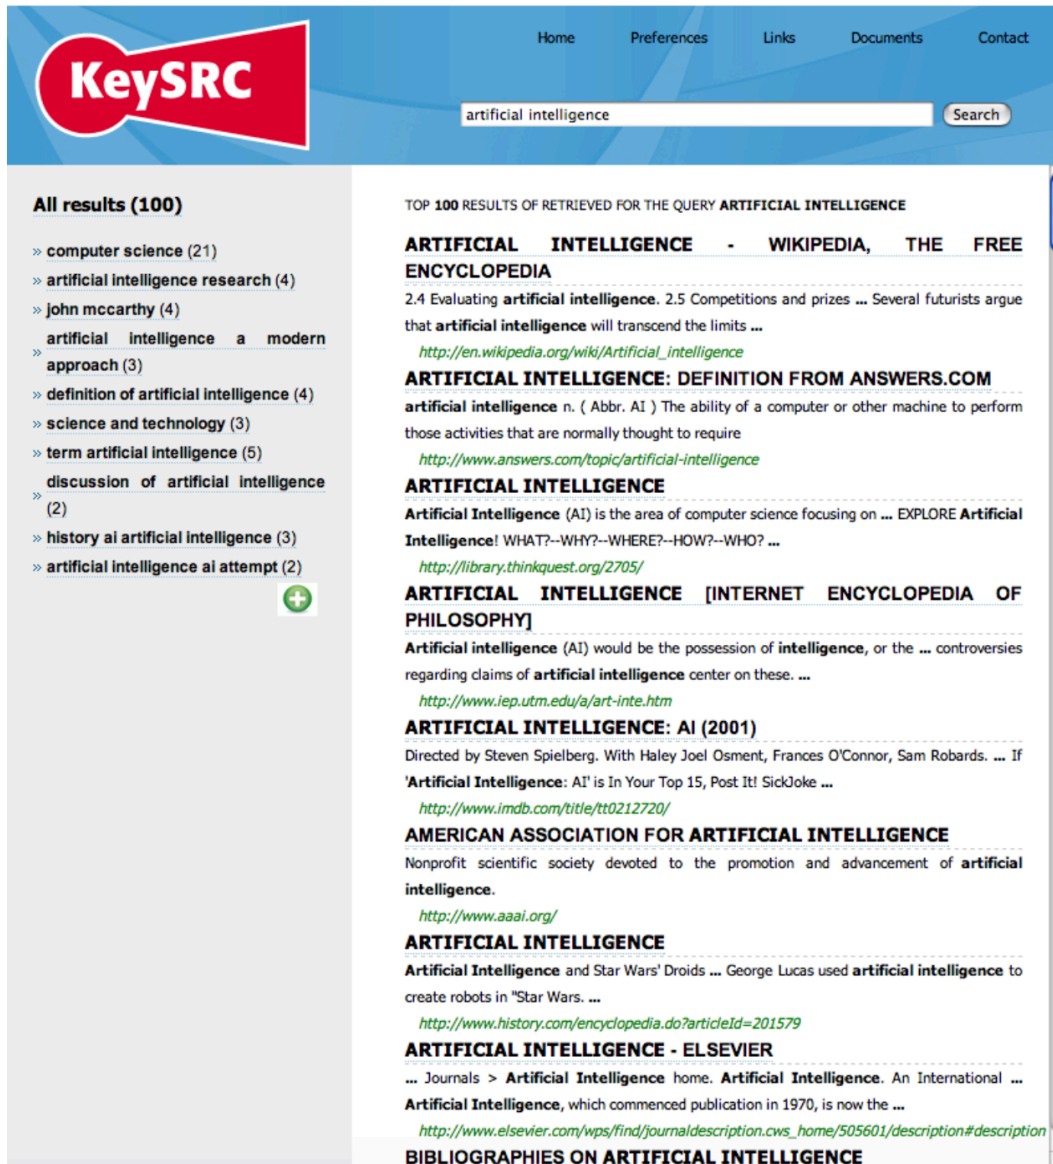 KeySRC
Home Preferences Links Documents Contact
artificial intelligence Search
All results (100)
» computer science (21)
» artificial intelligence research (4)
» john mccarthy (4)
» artificial intelligence a modern
approach (3)
» definition of artificial intelligence (4)
» science and technology (3)
» term artificial intelligence (5)
» discussion of artificial intelligence
(2)
» history ai artificial intelligence (3)
» artificial intelligence ai attempt (2)
TOP 100 RESULTS OF RETRIEVED FOR THE QUERY ARTIFICIAL INTELLIGENCE
ARTIFICIAL INTELLIGENCE - WIKIPEDIA, THE FREE
ENCYCLOPEDIA
2.4 Evaluating artificial intelligence. 2.5 Competitions and prizes ... Several futurists argue
that artificial intelligence will transcend the limits ...
http://en.wikipedia.org/wiki/Artificial_intelligence
ARTIFICIAL INTELLIGENCE: DEFINITION FROM ANSWERS.COM
artificial intelligence n. ( Abbr. AI ) The ability of a computer or other machine to perform
those activities that are normally thought to require
http://www.answers.com/topic/artificial-intelligence
ARTIFICIAL INTELLIGENCE
Artificial Intelligence (AI) is the area of computer science focusing on ... EXPLORE Artificial
Intelligence! WHAT?--WHY?--WHERE?--HOW?--WHO? ...
http://library.thinkquest.org/2705/
ARTIFICIAL INTELLIGENCE [INTERNET ENCYCLOPEDIA OF
PHILOSOPHY]
Artificial intelligence (AI) would be the possession of intelligence, or the ... controversies
regarding claims of artificial intelligence center on these. ...
http://www.iep.utm.edu/a/art-inte.htm
ARTIFICIAL INTELLIGENCE: AI (2001)
Directed by Steven Spielberg. With Haley Joel Osment, Frances O'Connor, Sam Robards. ... If
'Artificial Intelligence: AI' is In Your Top 15, Post It! SickJoke ...
http://www.imdb.com/title/tt0212720/
AMERICAN ASSOCIATION FOR ARTIFICIAL INTELLIGENCE
Nonprofit scientific society devoted to the promotion and advancement of artificial
intelligence.
http://www.aaai.org/
ARTIFICIAL INTELLIGENCE
Artificial Intelligence and Star Wars' Droids ... George Lucas used artificial intelligence to
create robots in "Star Wars. ...
http://www.history.com/encyclopedia.do?articleId=201579
ARTIFICIAL INTELLIGENCE - ELSEVIER
... Journals > Artificial Intelligence home. Artificial Intelligence. An International ...
Artificial Intelligence, which commenced publication in 1970, is now the ...
http://www.elsevier.com/wps/find/journaldescription.cws_home/505601/description#description
BIBLIOGRAPHIES ON ARTIFICIAL INTELLIGENCE